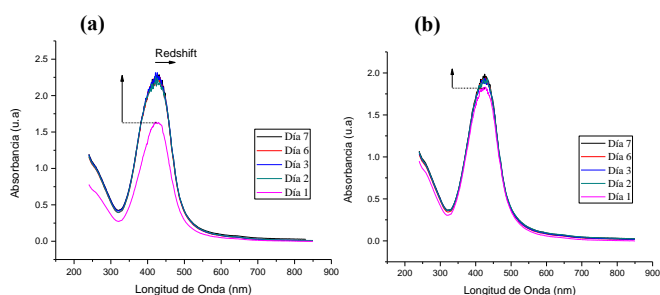 (a)
Redshift
Absorbancia (u.a)
2.5
2.0
1.5
1.0
0.5
0.0
Día 7
Día 6
Día 3
Día 2
Día 1
200 300 400 500 600 700 800 900
Longitud de Onda (nm)
(b)
Absorbancia (u.a)
2.0
1.5
1.0
0.5
0.0
Día 7
Día 6
Día 3
Día 2
Día 1
200 300 400 500 600 700 800 900
Longitud de Onda (nm)